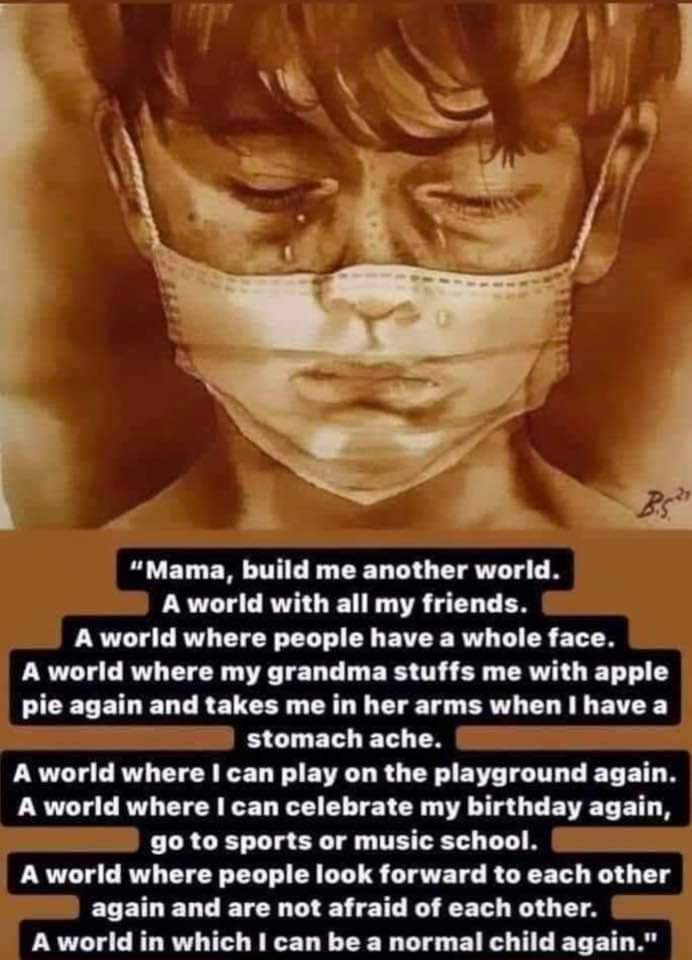 B.S 21
"Mama, build me another world.
A world with all my friends.
A world where people have a whole face.
A world where my grandma stuffs me with apple
pie again and takes me in her arms when I have a
stomach ache.
A world where I can play on the playground again.
A world where I can celebrate my birthday again,
go to sports or music school.
A world where people look forward to each other
again and are not afraid of each other.
A world in which I can be a normal child again."